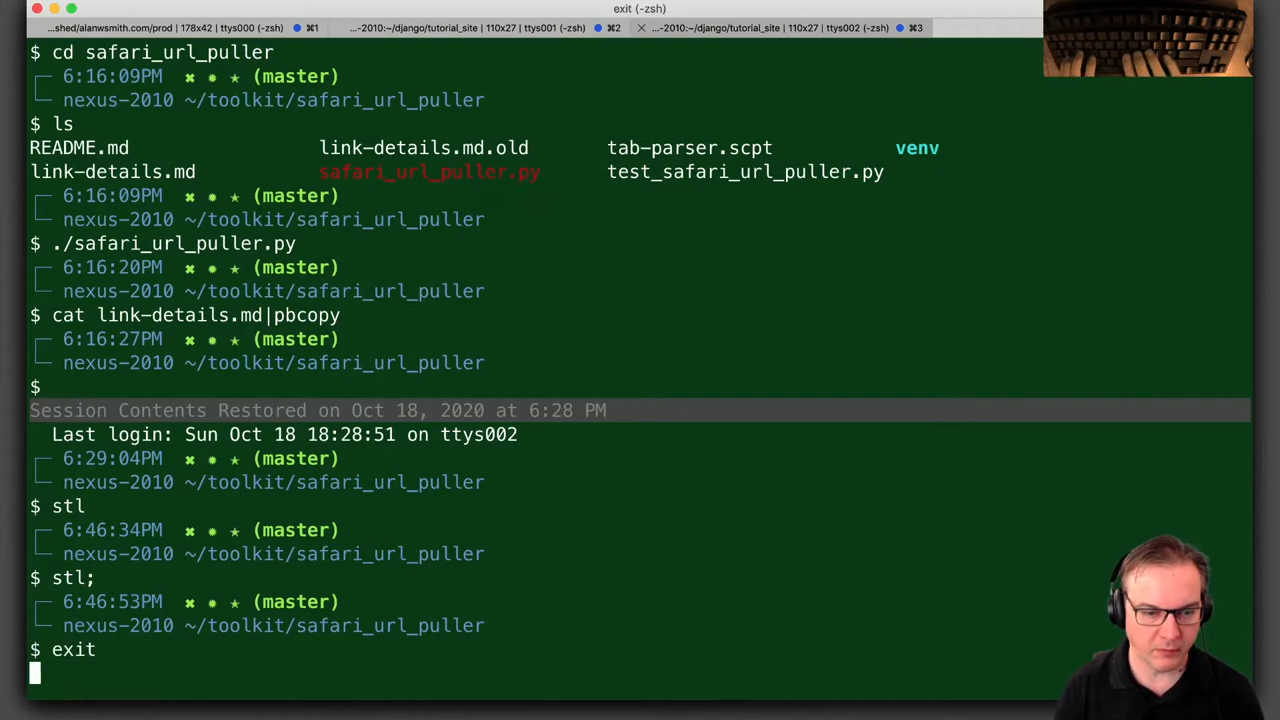 exit (-zsh)
...shed/alanwsmith.com/prod | 178x42 | ttys000 (-zsh) ⌘1 ...-2010:~/django/tutorial_site | 110x27 | ttys001 (-zsh) ⌘2 ...-2010:~/django/tutorial_site | 110x27 | ttys002 (-zsh) ⌘3
$ cd safari_url_puller
6:16:09PM ✖ ✹ ★ (master)
nexus-2010 ~/toolkit/safari_url_puller
$ ls
README.md link-details.md.old tab-parser.scpt venv
link-details.md safari_url_puller.py test_safari_url_puller.py
6:16:09PM ✖ ✹ ★ (master)
nexus-2010 ~/toolkit/safari_url_puller
$ ./safari_url_puller.py
6:16:20PM ✖ ✹ ★ (master)
nexus-2010 ~/toolkit/safari_url_puller
$ cat link-details.md|pbcopy
6:16:27PM ✖ ✹ ★ (master)
nexus-2010 ~/toolkit/safari_url_puller
$
Session Contents Restored on Oct 18, 2020 at 6:28 PM
Last login: Sun Oct 18 18:28:51 on ttys002
6:29:04PM ✖ ✹ ★ (master)
nexus-2010 ~/toolkit/safari_url_puller
$ stl
6:46:34PM ✖ ✹ ★ (master)
nexus-2010 ~/toolkit/safari_url_puller
$ stl;
6:46:53PM ✖ ✹ ★ (master)
nexus-2010 ~/toolkit/safari_url_puller
$ exit